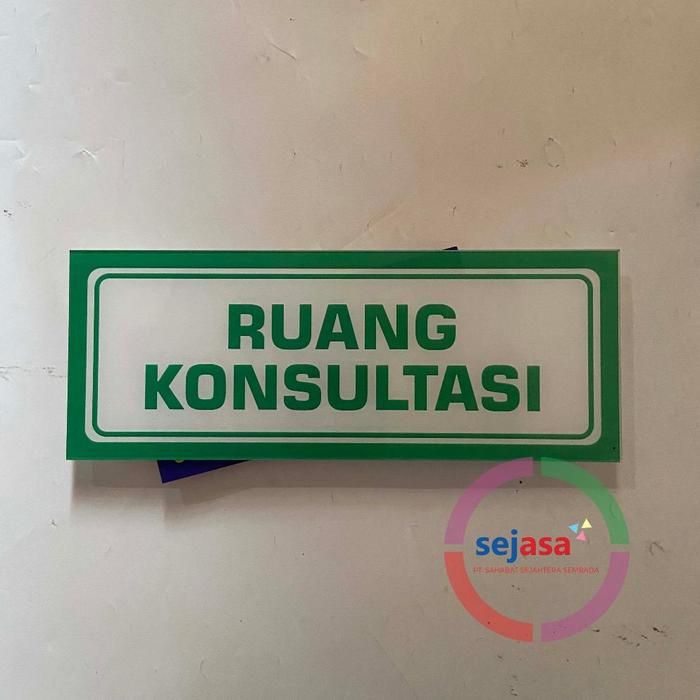 RUANG
KONSULTASI
sejasa
PT. SAHABAT SEJAHTERA SEMBADA